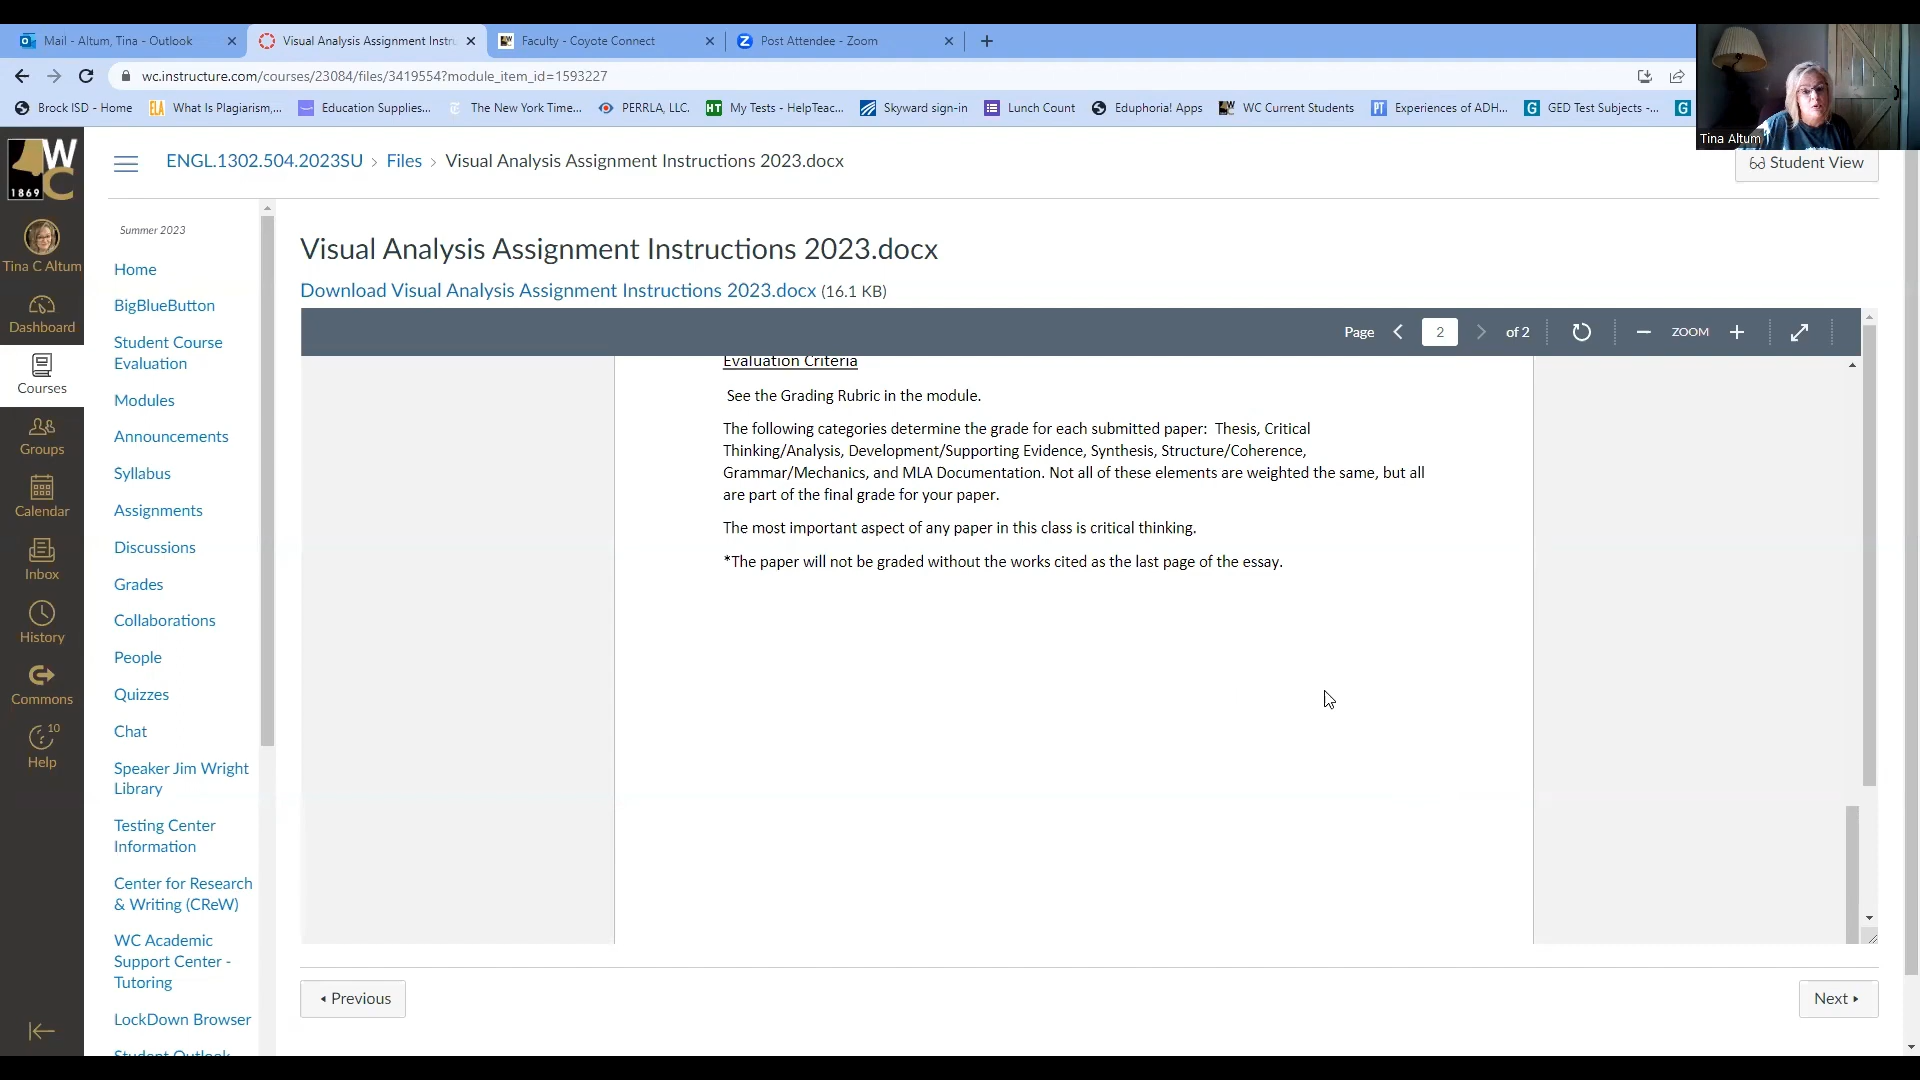 Mail - Altum, Tina - Outlook
Visual Analysis Assignment Instru
Faculty - Coyote Connect
Post Attendee - Zoom
wc.instructure.com/courses/23084/files/3419554?module_item_id=1593227
Brock ISD - Home
What Is Plagiarism,...
Education Supplies...
The New York Time...
PERRLA, LLC.
My Tests - HelpTeac...
Skyward sign-in
Lunch Count
Eduphoria! Apps
WC Current Students
Experiences of ADH...
GED Test Subjects -...
Tina Altum
WC
1869
ENGL.1302.504.2023SU > Files > Visual Analysis Assignment Instructions 2023.docx
Student View
Tina C Altum
Dashboard
Courses
Groups
Calendar
Inbox
History
Commons
10
Help
Summer 2023
Home
BigBlueButton
Student Course
Evaluation
Modules
Announcements
Syllabus
Assignments
Discussions
Grades
Collaborations
People
Quizzes
Chat
Speaker Jim Wright
Library
Testing Center
Information
Center for Research
& Writing (CReW)
WC Academic
Support Center -
Tutoring
LockDown Browser
Student Outlook
Visual Analysis Assignment Instructions 2023.docx
Download Visual Analysis Assignment Instructions 2023.docx (16.1 KB)
Page 2 of 2 ZOOM
Evaluation Criteria
See the Grading Rubric in the module.
The following categories determine the grade for each submitted paper: Thesis, Critical
Thinking/Analysis, Development/Supporting Evidence, Synthesis, Structure/Coherence,
Grammar/Mechanics, and MLA Documentation. Not all of these elements are weighted the same, but all
are part of the final grade for your paper.
The most important aspect of any paper in this class is critical thinking.
*The paper will not be graded without the works cited as the last page of the essay.
Previous
Next